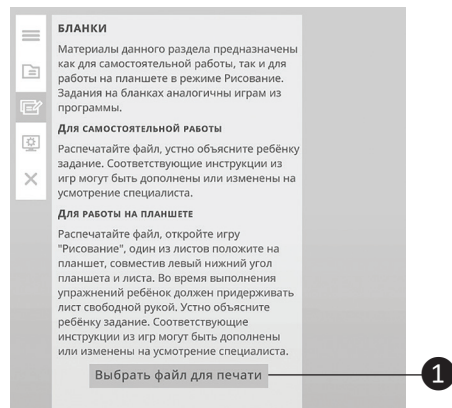 БЛАНКИ
Материалы данного раздела предназначены
как для самостоятельной работы, так и для
работы на планшете в режиме Рисование.
Задания на бланках аналогичны играм из
программы.
Для самостоятельной работы
Распечатайте файл, устно объясните ребёнку
задание. Соответствующие инструкции из
игр могут быть дополнены или изменены на
усмотрение специалиста.
Для работы на планшете
Распечатайте файл, откройте игру
"Рисование", один из листов положите на
планшет, совместив левый нижний угол
планшета и листа. Во время выполнения
упражнений ребёнок должен придерживать
лист свободной рукой. Устно объясните
ребёнку задание. Соответствующие
инструкции из игр могут быть дополнены
или изменены на усмотрение специалиста.
Выбрать файл для печати
1